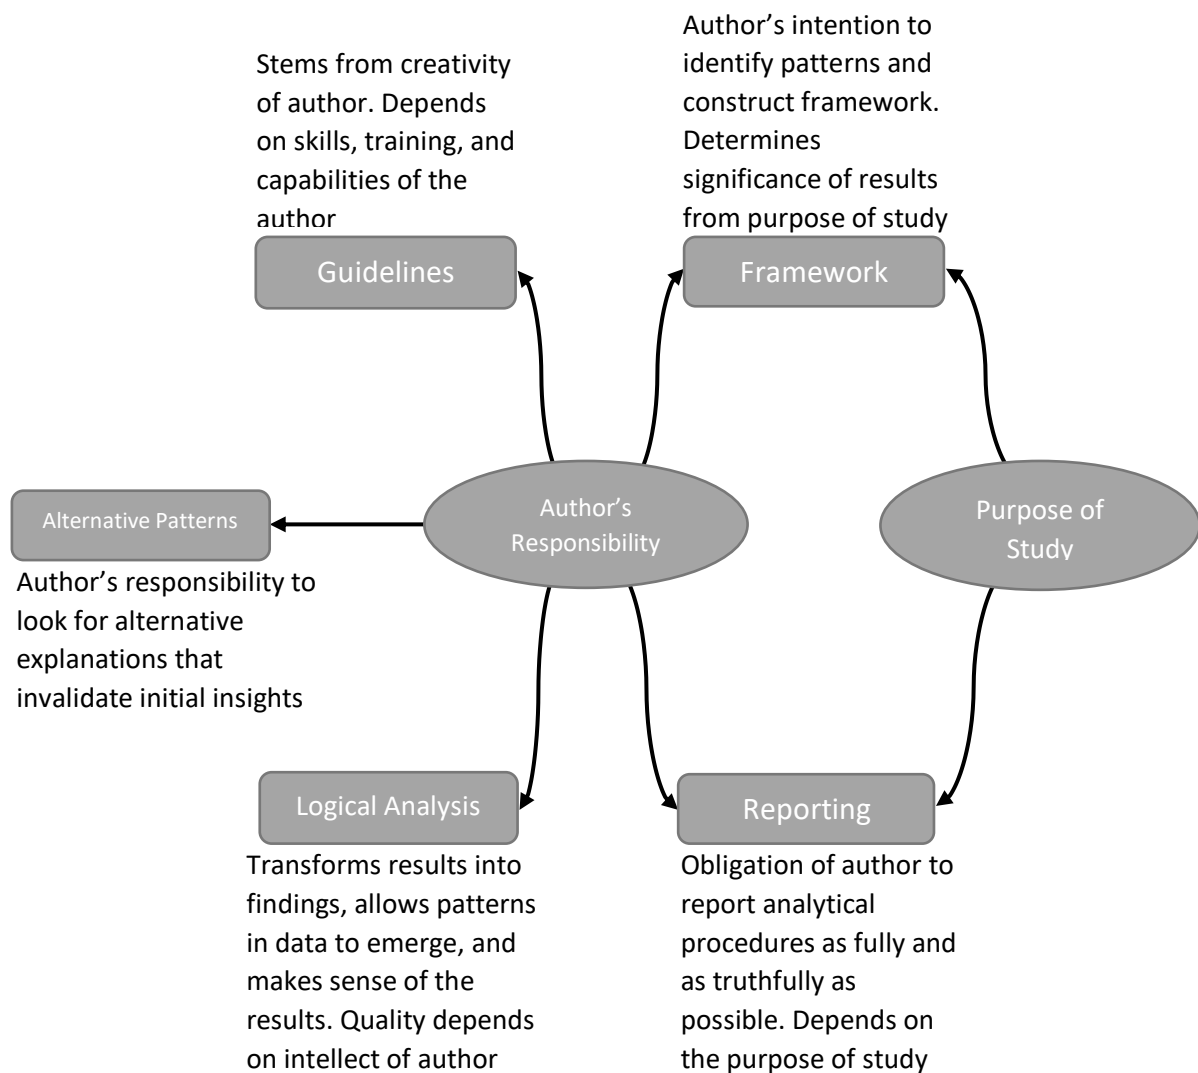 Stems from creativity
of author. Depends
on skills, training, and
capabilities of the
author
Guidelines
Author’s intention to
identify patterns and
construct framework.
Determines
significance of results
from purpose of study
Framework
Alternative Patterns
Author’s responsibility to
look for alternative
explanations that
invalidate initial insights
Author’s
Responsibility
Purpose of
Study
Logical Analysis
Transforms results into
findings, allows patterns
in data to emerge, and
makes sense of the
results. Quality depends
on intellect of author
Reporting
Obligation of author to
report analytical
procedures as fully and
as truthfully as
possible. Depends on
the purpose of study